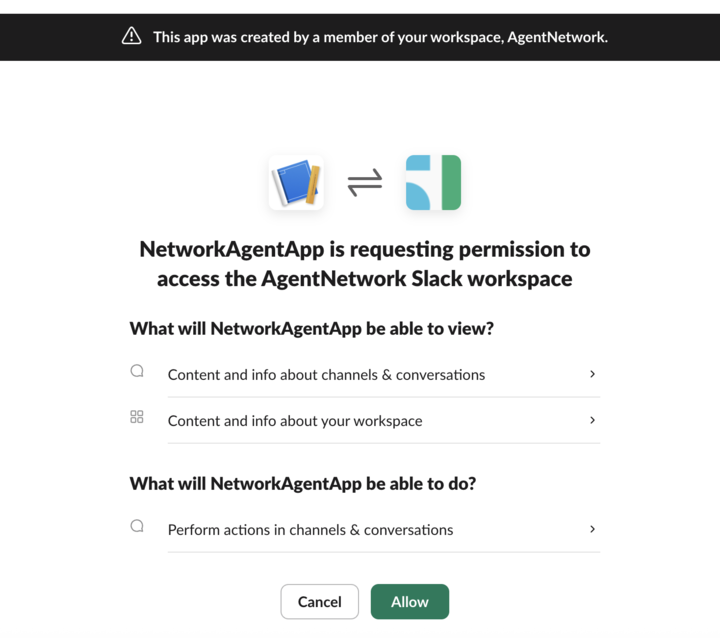 This app was created by a member of your workspace, AgentNetwork.
NetworkAgentApp is requesting permission to
access the AgentNetwork Slack workspace
What will NetworkAgentApp be able to view?
Content and info about channels & conversations
Content and info about your workspace
What will NetworkAgentApp be able to do?
Perform actions in channels & conversations
Cancel
Allow